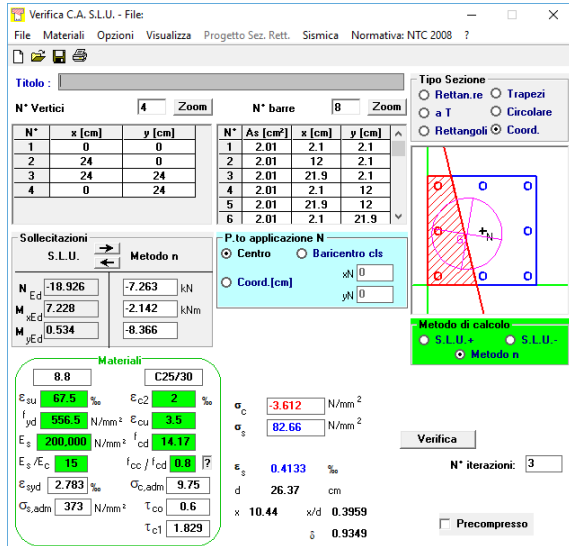 Verifica C.A. S.L.U. - File:
File Materiali Opzioni Visualizza Progetto Sez. Rett. Sismica Normativa: NTC 2008 ?
Titolo :
N° Vertici 4 Zoom N° barre 8 Zoom
N° x [cm] y [cm]
1 0 0
2 24 0
3 24 24
4 0 24
N° As [cm²] x [cm] y [cm]
1 2.01 2.1 2.1
2 2.01 12 2.1
3 2.01 21.9 2.1
4 2.01 2.1 12
5 2.01 21.9 12
6 2.01 2.1 21.9
Tipo Sezione
Rettan.re Trapezi
a T Circolare
Rettangoli Coord.
N
Sollecitazioni
S.L.U. Metodo n
N Ed -18.926 -7.263 kN
M xEd 7.228 -2.142 kNm
M yEd 0.534 -8.366
P.to applicazione N
Centro Baricentro cls
Coord.[cm] xN 0
yN 0
Metodo di calcolo
S.L.U.+ S.L.U.-
Metodo n
Materiali
8.8 C25/30
εsu 67.5 ‰ εc2 2 ‰
fyd 556.5 N/mm² εcu 3.5
Es 200,000 N/mm² fcd 14.17
Es/Ec 15 fcc/fcd 0.8 ?
εsyd 2.783 ‰ σc,adm 9.75
σs,adm 373 N/mm² τco 0.6
τc1 1.829
σc -3.612 N/mm²
σs 82.66 N/mm²
εs 0.4133 ‰
d 26.37 cm
x 10.44 x/d 0.3959
δ 0.9349
Verifica
N° iterazioni: 3
Precompresso